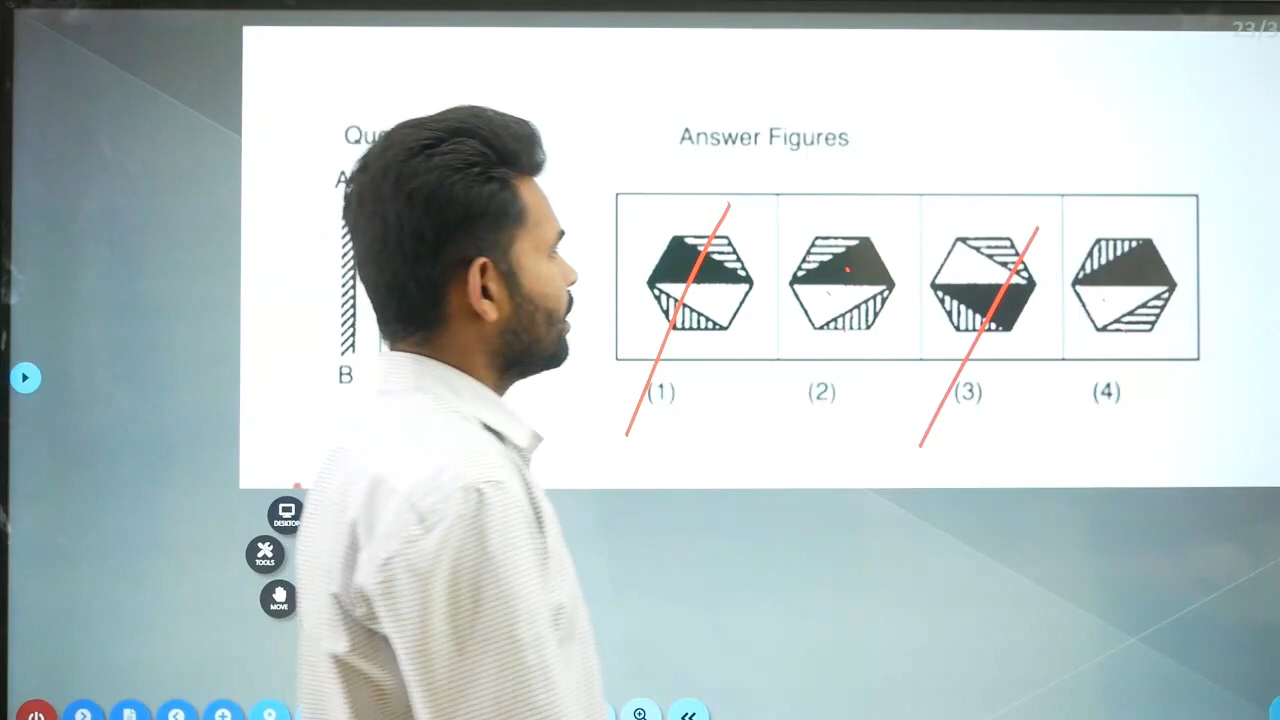 Answer Figures
A
B
(1) (2) (3) (4)
DESKTOP
TOOLS
MOVE